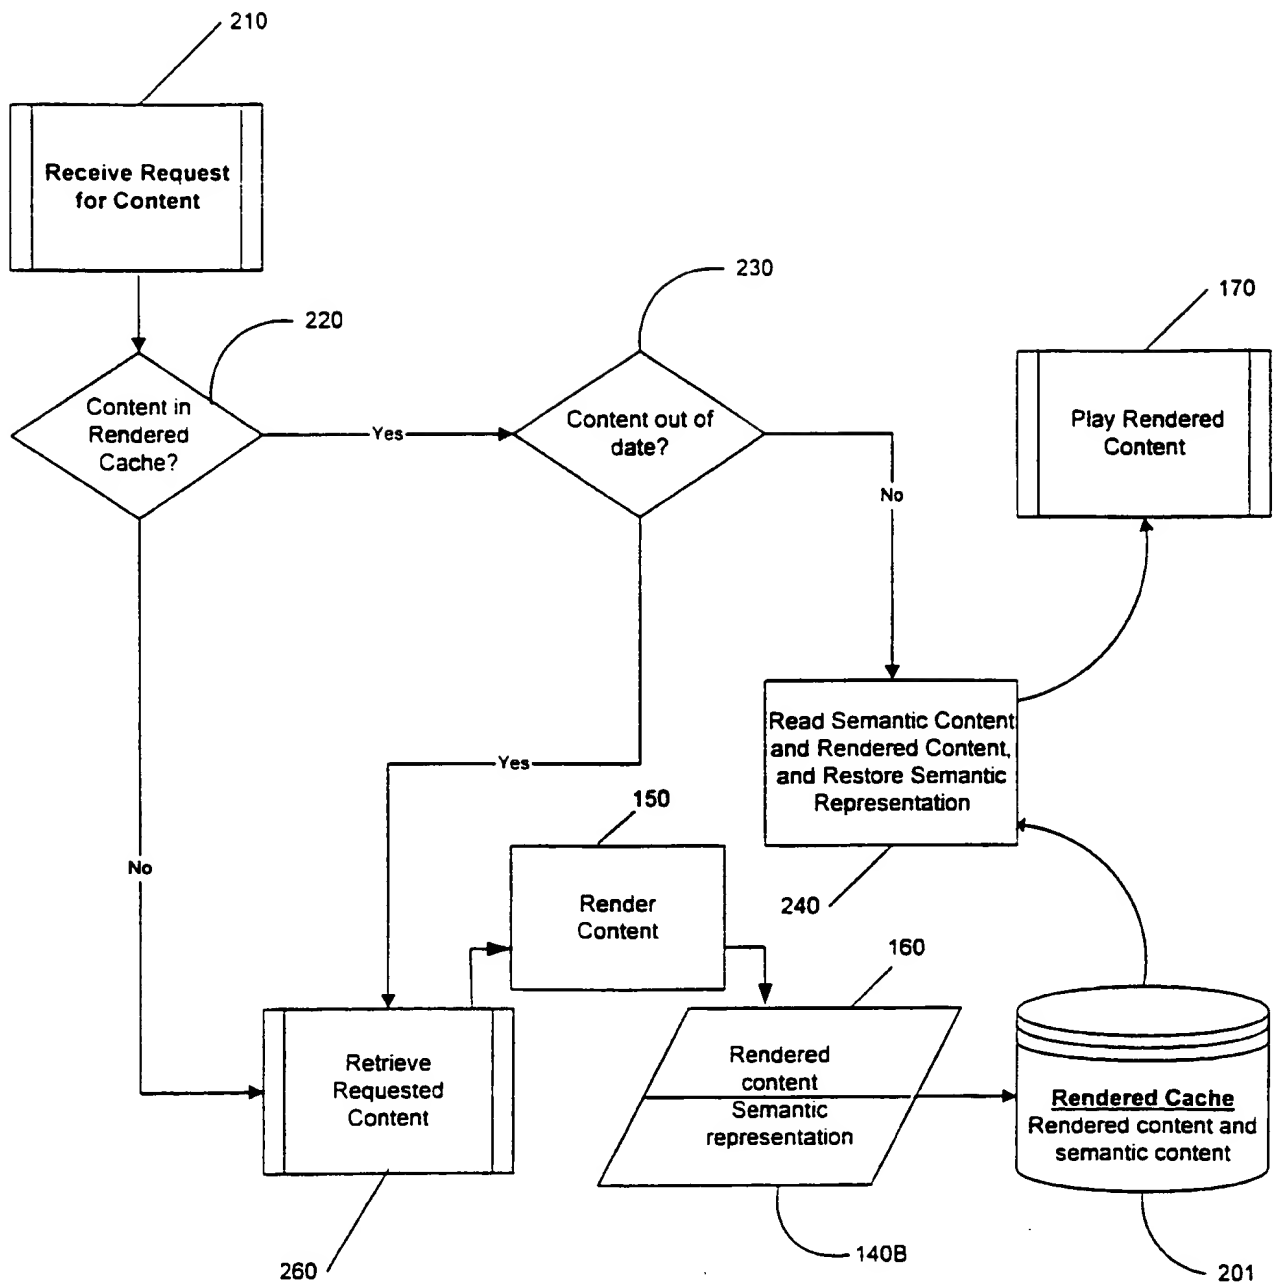 210
Receive Request
for Content
220
Content in
Rendered
Cache?
Yes
230
Content out of
date?
No
170
Play Rendered
Content
Read Semantic Content
and Rendered Content,
and Restore Semantic
Representation
240
Yes
No
150
Render
Content
160
Retrieve
Requested
Content
260
Rendered
content
Semantic
representation
140B
Rendered Cache
Rendered content and
semantic content
201